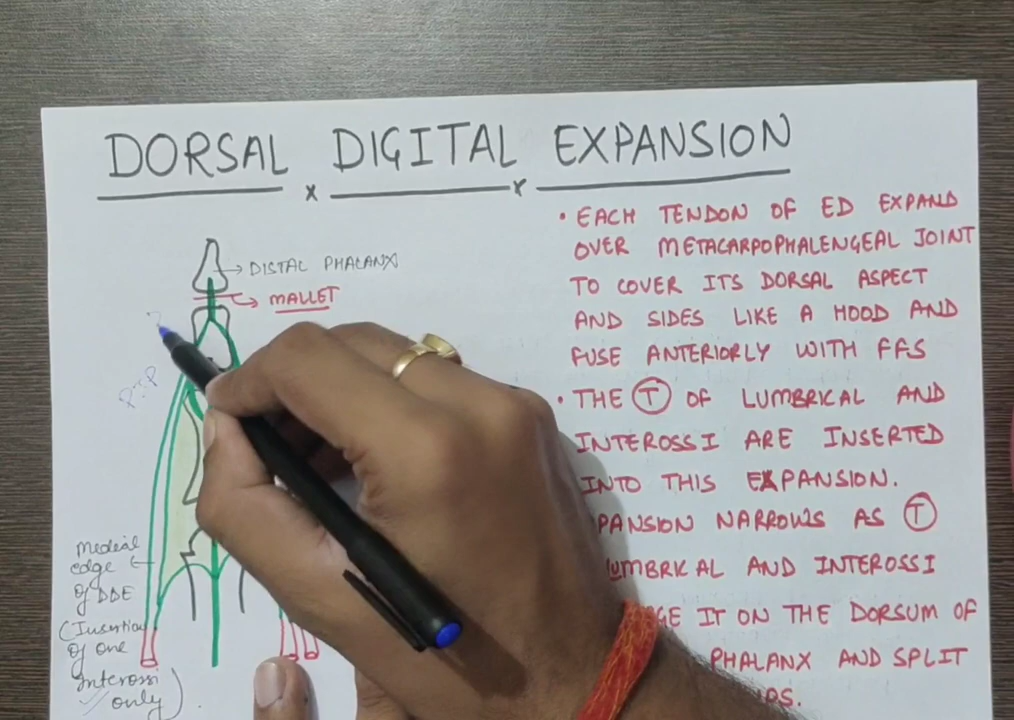 DORSAL DIGITAL EXPANSION
→ DISTAL PHALANX
→ MALLET
Medial
edge
of DDE
(Insertion
of one
Interossi
only).
• EACH TENDON OF ED EXPAND
OVER METACARPOPHALENGEAL JOINT
TO COVER ITS DORSAL ASPECT
AND SIDES LIKE A HOOD AND
FUSE ANTERIORLY WITH FFS
• THE T OF LUMBRICAL AND
INTEROSSI ARE INSERTED
INTO THIS EXPANSION.
PANSION NARROWS AS T
UMBRICAL AND INTEROSSI
GE IT ON THE DORSUM OF
PHALANX AND SPLIT